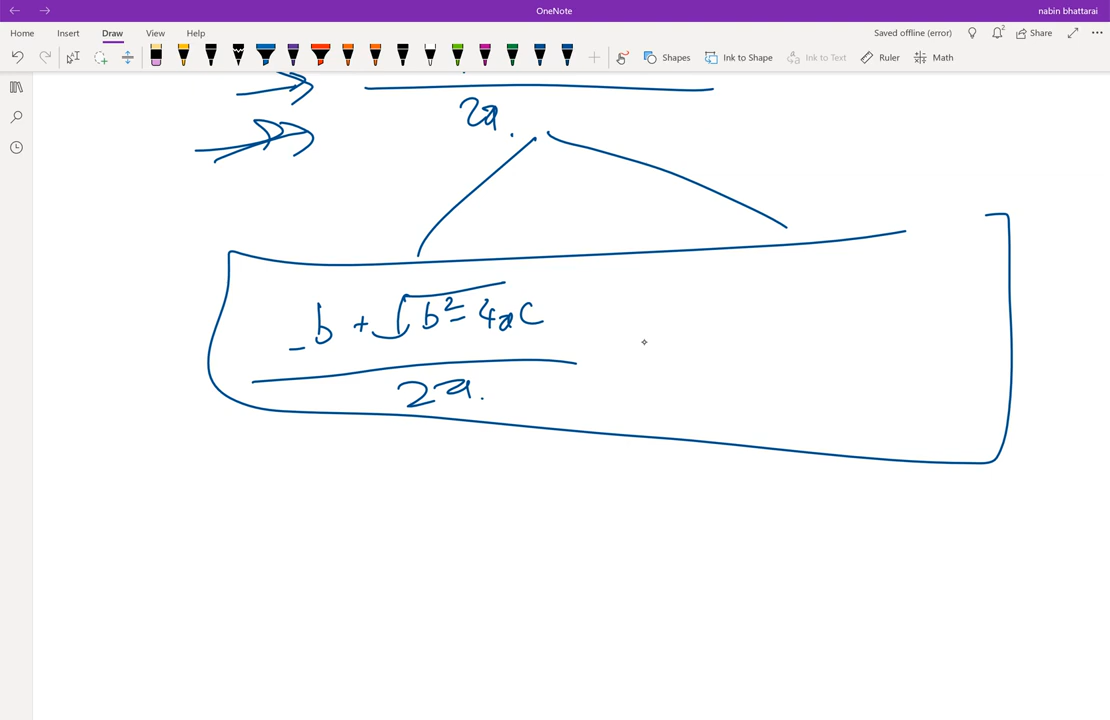 OneNote
nabin bhattarai
Home Insert Draw View Help
Saved offline (error)
2
Share
Shapes
Ink to Shape
Ink to Text
Ruler
Math
2a.
-b + √b² - 4ac
2a.